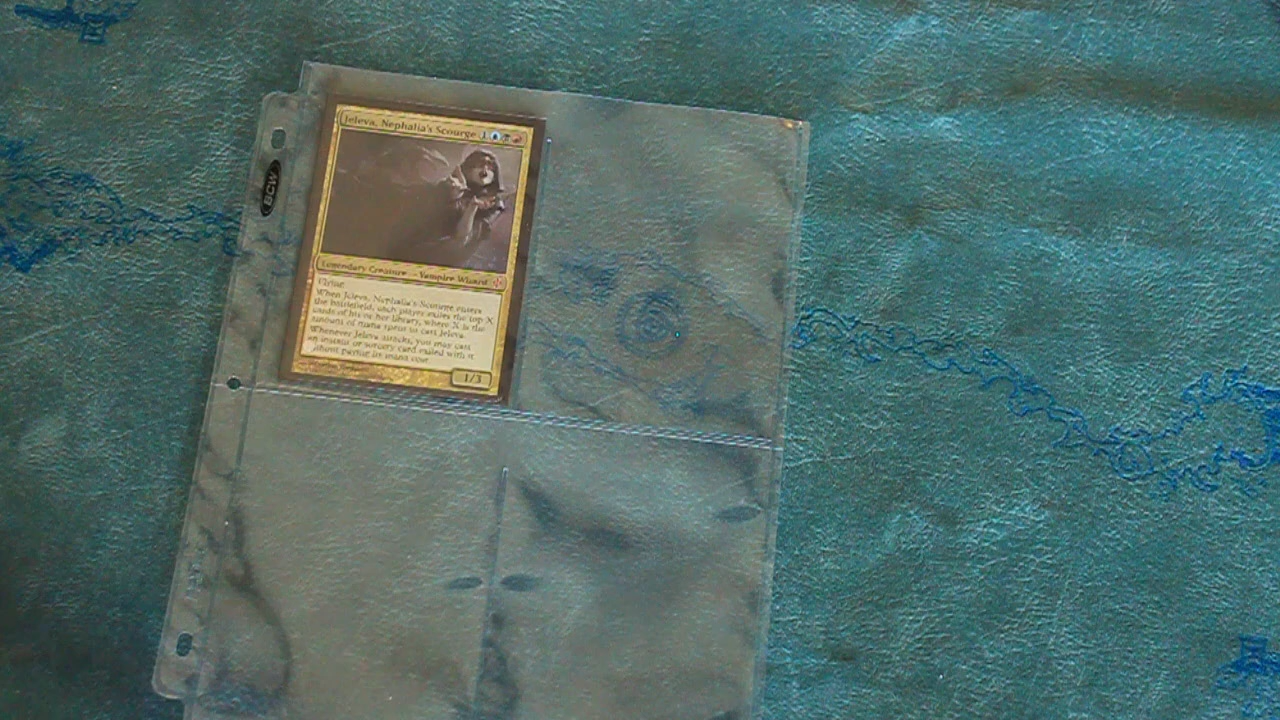 BCW
Jeleva, Nephalia's Scourge 1
Legendary Creature — Vampire Wizard
Flying
When Jeleva, Nephalia's Scourge enters
the battlefield, each player exiles the top X
cards of his or her library, where X is the
amount of mana spent to cast Jeleva.
Whenever Jeleva attacks, you may cast
an instant or sorcery card exiled with it
without paying its mana cost.
1/3